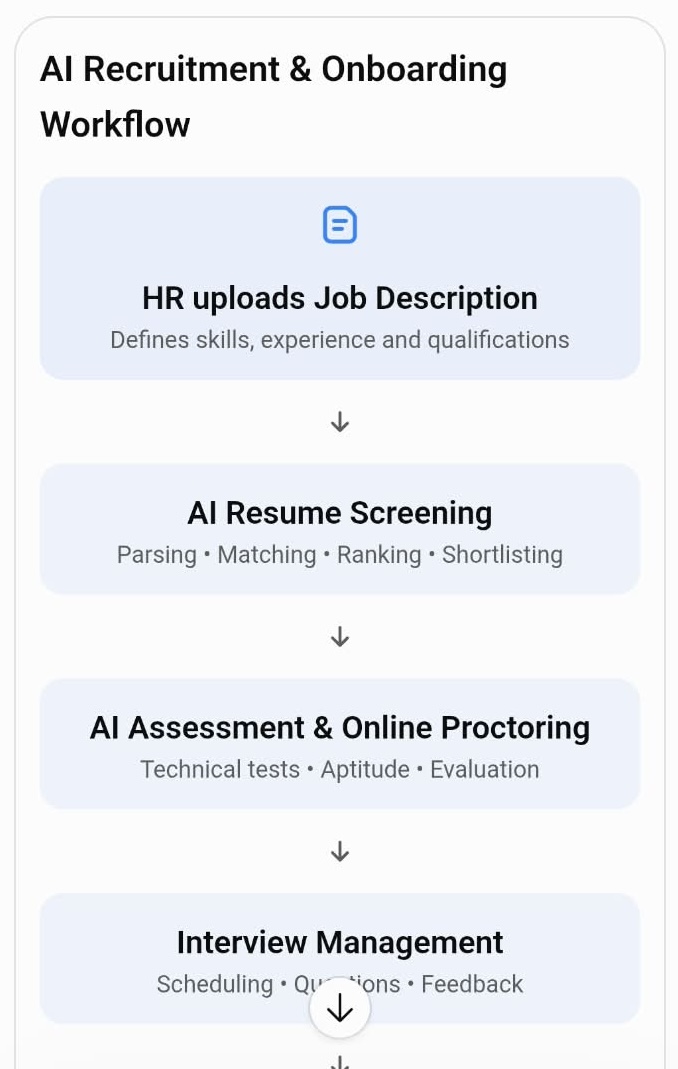 AI Recruitment & Onboarding
Workflow
HR uploads Job Description
Defines skills, experience and qualifications
AI Resume Screening
Parsing • Matching • Ranking • Shortlisting
AI Assessment & Online Proctoring
Technical tests • Aptitude • Evaluation
Interview Management
Scheduling • • Feedback